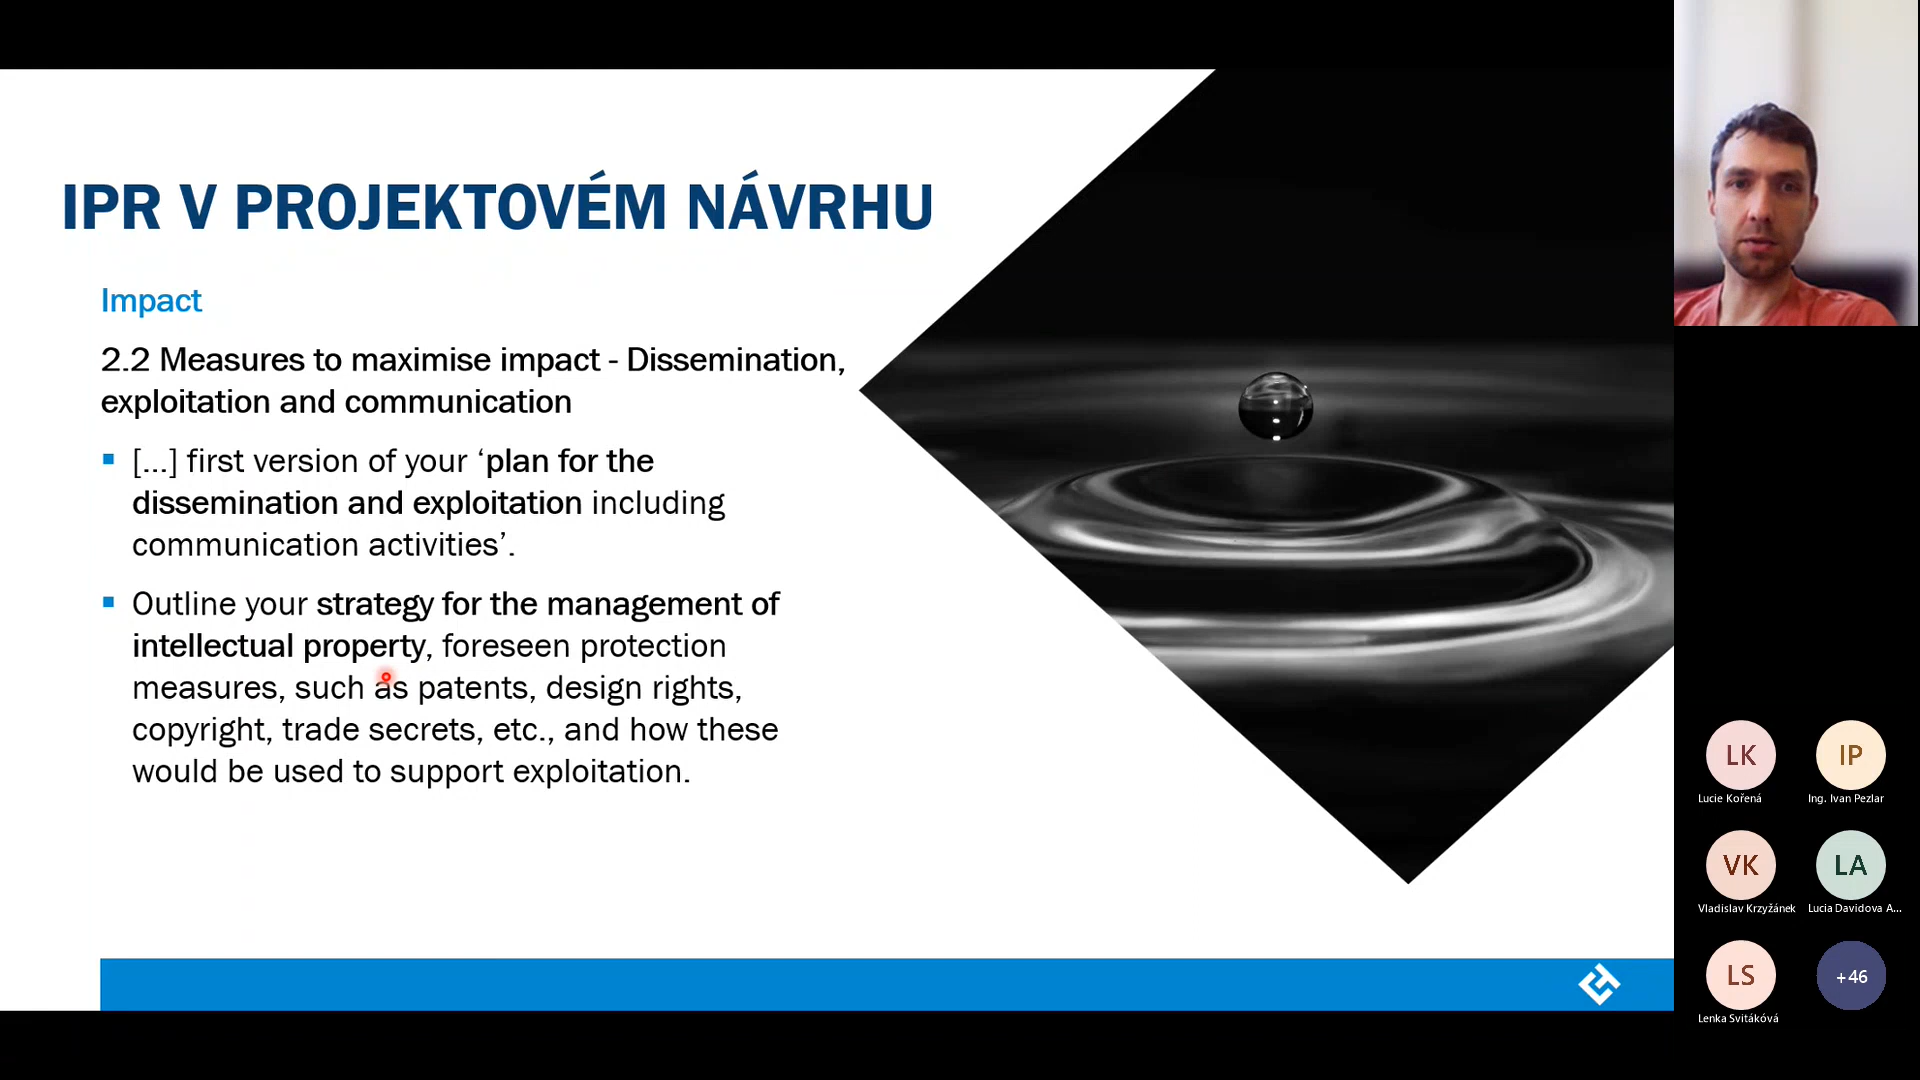 IPR V PROJEKTOVÉM NÁVRHU
Impact
2.2 Measures to maximise impact - Dissemination,
exploitation and communication
[...] first version of your ‘plan for the
dissemination and exploitation including
communication activities’.
Outline your strategy for the management of
intellectual property, foreseen protection
measures, such as patents, design rights,
copyright, trade secrets, etc., and how these
would be used to support exploitation.
LK
Lucie Kořená
IP
Ing. Ivan Pezlar
VK
Vladislav Krzyžánek
LA
Lucia Davidova A...
LS
Lenka Svitáková
+46